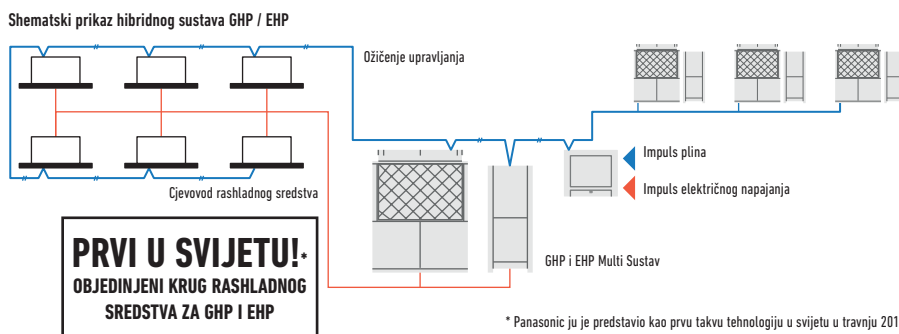 Shematski prikaz hibridnog sustava GHP / EHP
Ožičenje upravljanja
Impuls plina
Impuls električnog napajanja
Cjevovod rashladnog sredstva
GHP i EHP Multi Sustav
PRVI U SVIJETU!*
OBJEDINJENI KRUG RASHLADNOG
SREDSTVA ZA GHP I EHP
* Panasonic ju je predstavio kao prvu takvu tehnologiju u svijetu u travnju